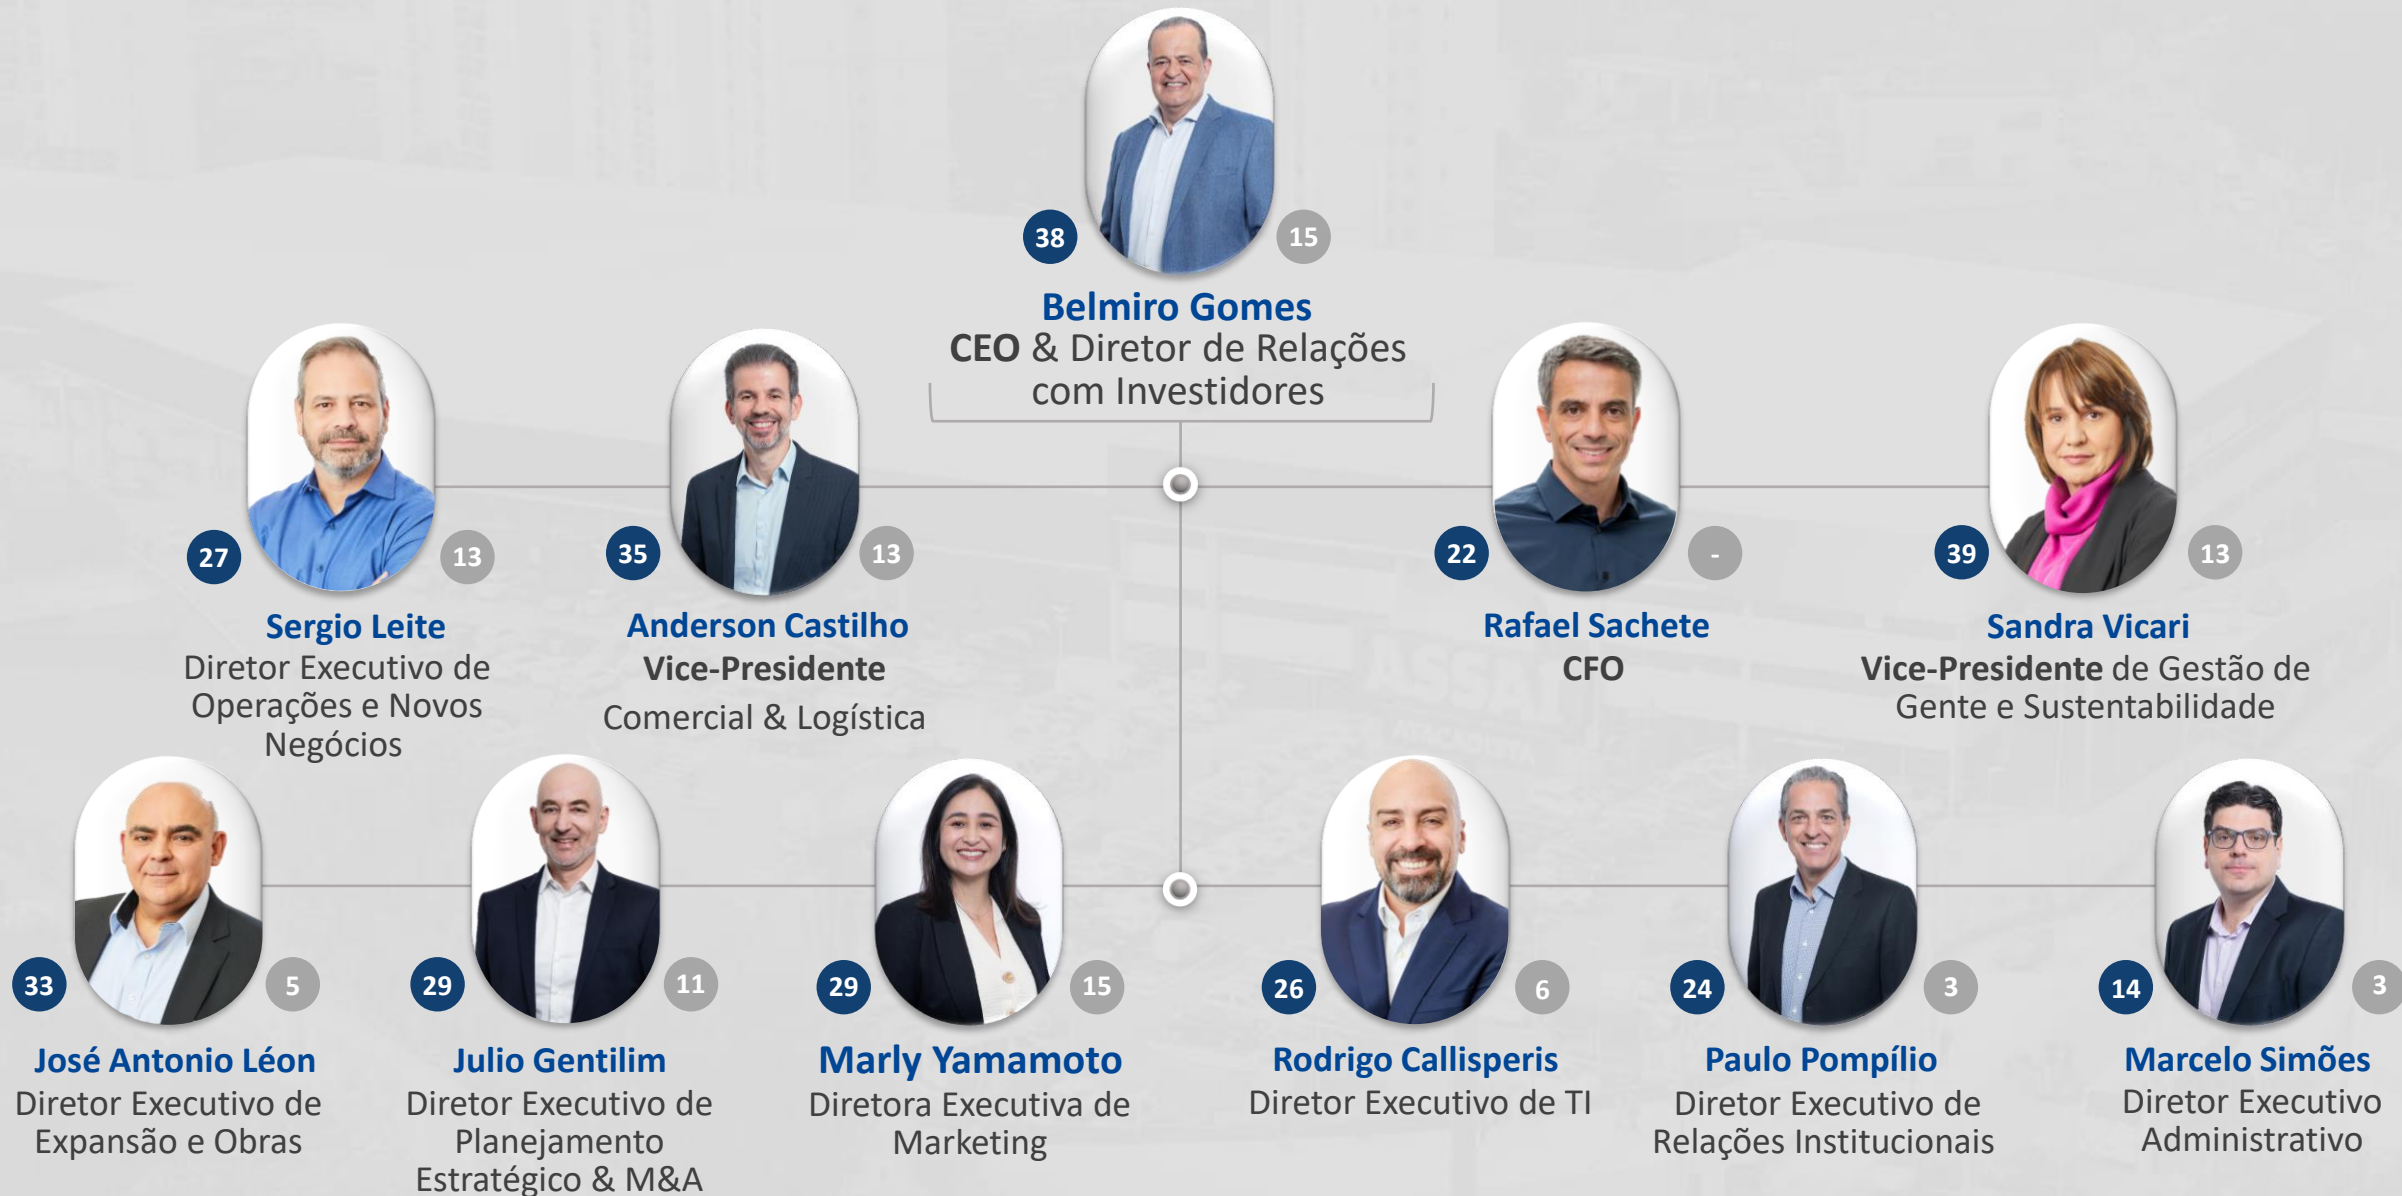 38
15
Belmiro Gomes
CEO & Diretor de Relações
com Investidores
27
13
Sergio Leite
Diretor Executivo de
Operações e Novos
Negócios
35
13
Anderson Castilho
Vice-Presidente
Comercial & Logística
22
-
Rafael Sachete
CFO
39
13
Sandra Vicari
Vice-Presidente de Gestão de
Gente e Sustentabilidade
ASSAÍ
ATACADISTA
33
5
José Antonio Léon
Diretor Executivo de
Expansão e Obras
29
11
Julio Gentilim
Diretor Executivo de
Planejamento
Estratégico & M&A
29
15
Marly Yamamoto
Diretora Executiva de
Marketing
26
6
Rodrigo Callisperis
Diretor Executivo de TI
24
3
Paulo Pompílio
Diretor Executivo de
Relações Institucionais
14
3
Marcelo Simões
Diretor Executivo
Administrativo